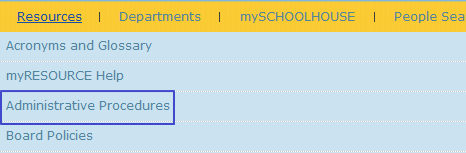 Resources | Departments | mySCHOOLHOUSE | People Sea
Acronyms and Glossary
myRESOURCE Help
Administrative Procedures
Board Policies